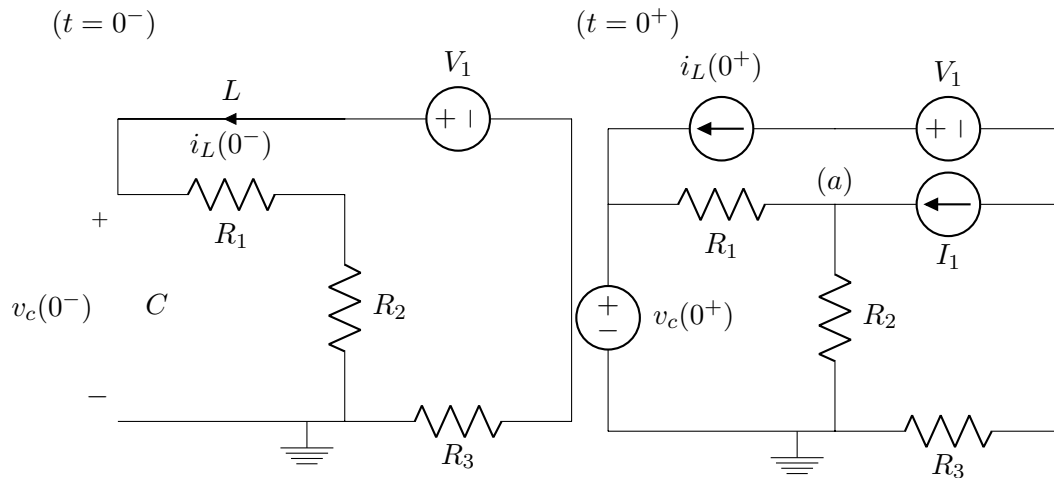 (t = 0⁻)
V₁
L
i_L(0⁻)
+ −
+
R₁
v_c(0⁻)
C
R₂
−
R₃
(t = 0⁺)
i_L(0⁺)
V₁
+ −
(a)
R₁
I₁
+
−
v_c(0⁺)
R₂
R₃